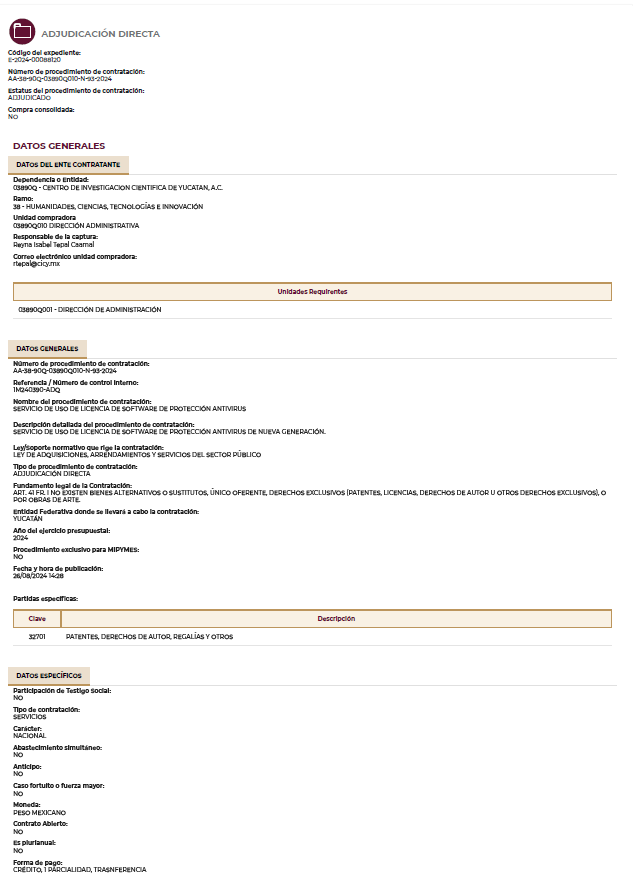 ADJUDICACIÓN DIRECTA
Código del expediente:
E-2024-00088120
Número de procedimiento de contratación:
AA-38-90Q-03890Q010-N-93-2024
Estatus del procedimiento de contratación:
ADJUDICADO
Compra consolidada:
NO
DATOS GENERALES
DATOS DEL ENTE CONTRATANTE
Dependencia o Entidad:
03890Q - CENTRO DE INVESTIGACION CIENTIFICA DE YUCATAN, A.C.
Ramo:
38 - HUMANIDADES, CIENCIAS, TECNOLOGÍAS E INNOVACIÓN
Unidad compradora
03890Q010 DIRECCIÓN ADMINISTRATIVA
Responsable de la captura:
Reyna Isabel Tepal Caamal
Correo electrónico unidad compradora:
rtepal@cicy.mx
Unidades Requirentes
03890Q001 - DIRECCIÓN DE ADMINISTRACIÓN
DATOS GENERALES
Número de procedimiento de contratación:
AA-38-90Q-03890Q010-N-93-2024
Referencia / Número de control interno:
1M240390-ADQ
Nombre del procedimiento de contratación:
SERVICIO DE USO DE LICENCIA DE SOFTWARE DE PROTECCIÓN ANTIVIRUS
Descripción detallada del procedimiento de contratación:
SERVICIO DE USO DE LICENCIA DE SOFTWARE DE PROTECCIÓN ANTIVIRUS DE NUEVA GENERACIÓN.
Ley/Soporte normativo que rige la contratación:
LEY DE ADQUISICIONES, ARRENDAMIENTOS Y SERVICIOS DEL SECTOR PÚBLICO
Tipo de procedimiento de contratación:
ADJUDICACIÓN DIRECTA
Fundamento legal de la Contratación:
ART. 41 FR. I NO EXISTEN BIENES ALTERNATIVOS O SUSTITUTOS, ÚNICO OFERENTE, DERECHOS EXCLUSIVOS (PATENTES, LICENCIAS, DERECHOS DE AUTOR U OTROS DERECHOS EXCLUSIVOS), O
POR OBRAS DE ARTE.
Entidad Federativa donde se llevará a cabo la contratación:
YUCATÁN
Año del ejercicio presupuestal:
2024
Procedimiento exclusivo para MIPYMES:
NO
Fecha y hora de publicación:
26/08/2024 14:28
Partidas específicas:
Clave Descripción
32701 PATENTES, DERECHOS DE AUTOR, REGALÍAS Y OTROS
DATOS ESPECÍFICOS
Participación de Testigo Social:
NO
Tipo de contratación:
SERVICIOS
Carácter:
NACIONAL
Abastecimiento simultáneo:
NO
Anticipo:
NO
Caso fortuito o fuerza mayor:
NO
Moneda:
PESO MEXICANO
Contrato Abierto:
NO
Es plurianual:
NO
Forma de pago:
CRÉDITO, 1 PARCIALIDAD, TRASNFERENCIA